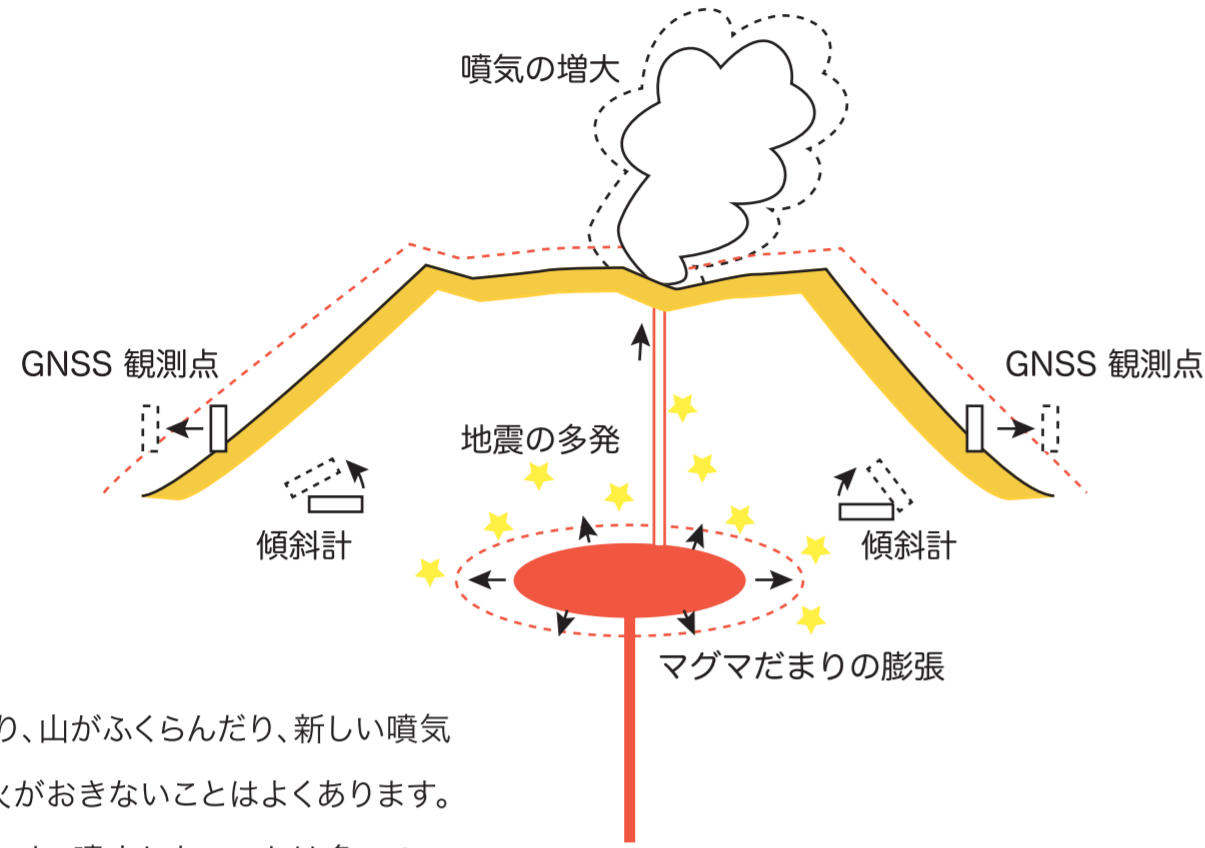 噴気の増大
GNSS 観測点
GNSS 観測点
地震の多発
傾斜計
傾斜計
マグマだまりの膨張
り、山がふくらんだり、新しい噴気
火がおきないことはよくあります。